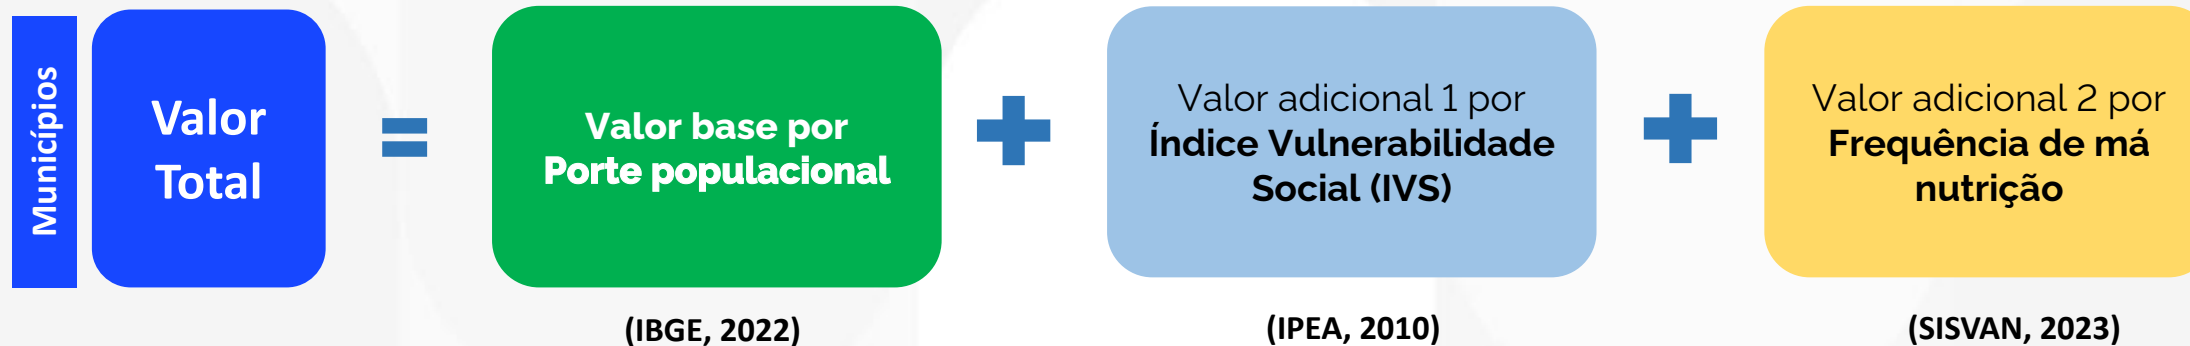 Municípios
Valor
Total
=
Valor base por
Porte populacional
(IBGE, 2022)
+
Valor adicional 1 por
Índice Vulnerabilidade
Social (IVS)
(IPEA, 2010)
+
Valor adicional 2 por
Frequência de má
nutrição
(SISVAN, 2023)